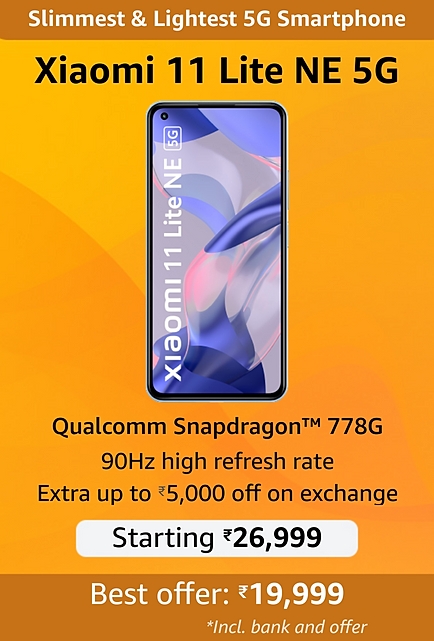 Slimmest & Lightest 5G Smartphone
Xiaomi 11 Lite NE 5G
xiaomi 11 Lite NE 5G
Qualcomm Snapdragon™ 778G
90Hz high refresh rate
Extra up to ₹5,000 off on exchange
Starting ₹26,999
Best offer: ₹19,999
*Incl. bank and offer